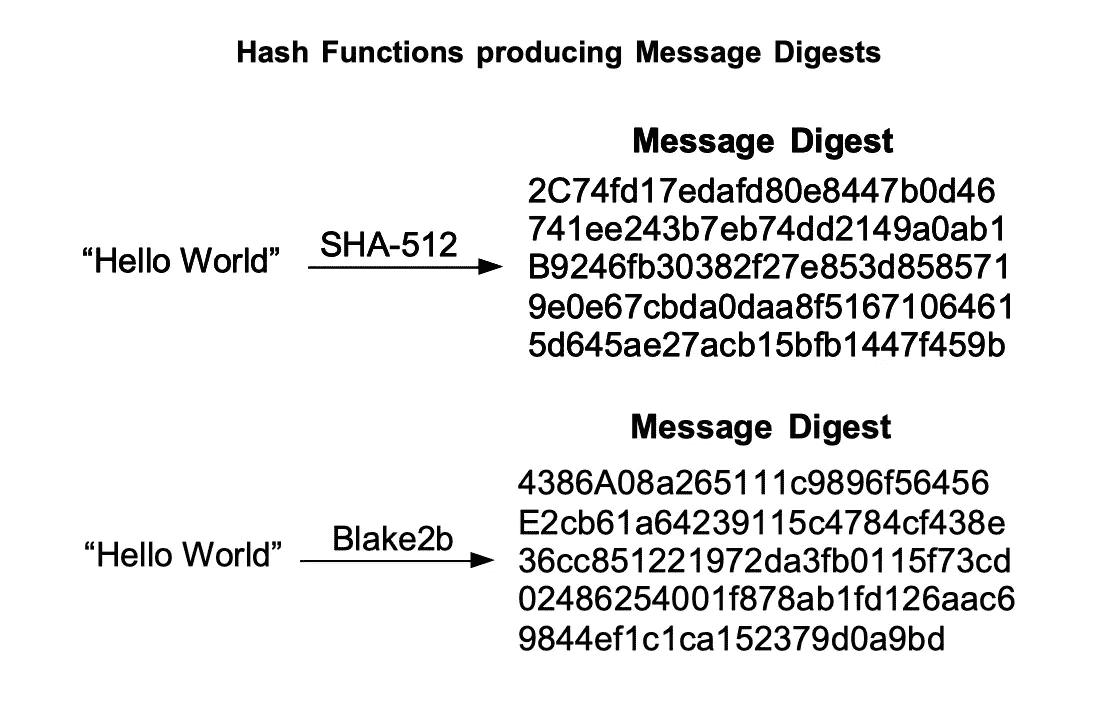 Hash Functions producing Message Digests
Message Digest
“Hello World”
SHA-512
2C74fd17edafd80e8447b0d46
741ee243b7eb74dd2149a0ab1
B9246fb30382f27e853d858571
9e0e67cbda0daa8f5167106461
5d645ae27acb15bfb1447f459b
Message Digest
“Hello World”
Blake2b
4386A08a265111c9896f56456
E2cb61a64239115c4784cf438e
36cc851221972da3fb0115f73cd
02486254001f878ab1fd126aac6
9844ef1c1ca152379d0a9bd